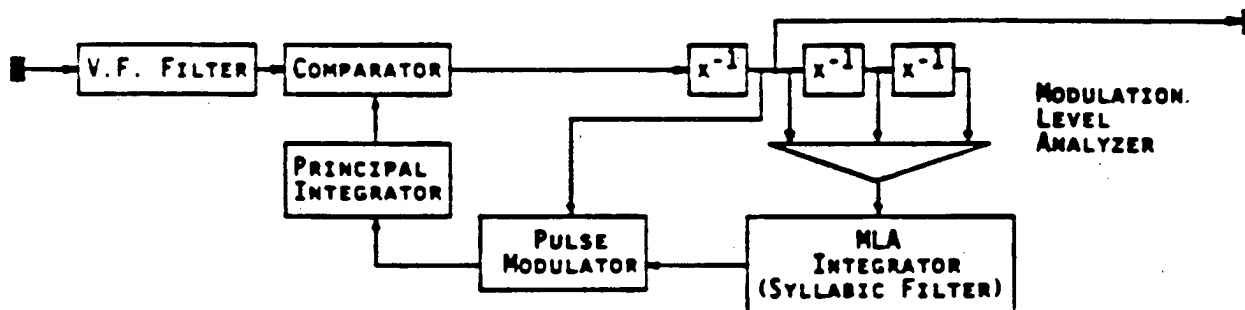 V.F. FILTER
COMPARATOR
x⁻¹
x⁻¹
x⁻¹
MODULATION
LEVEL
ANALYZER
PRINCIPAL
INTEGRATOR
PULSE
MODULATOR
MLA
INTEGRATOR
(SYLLABIC FILTER)